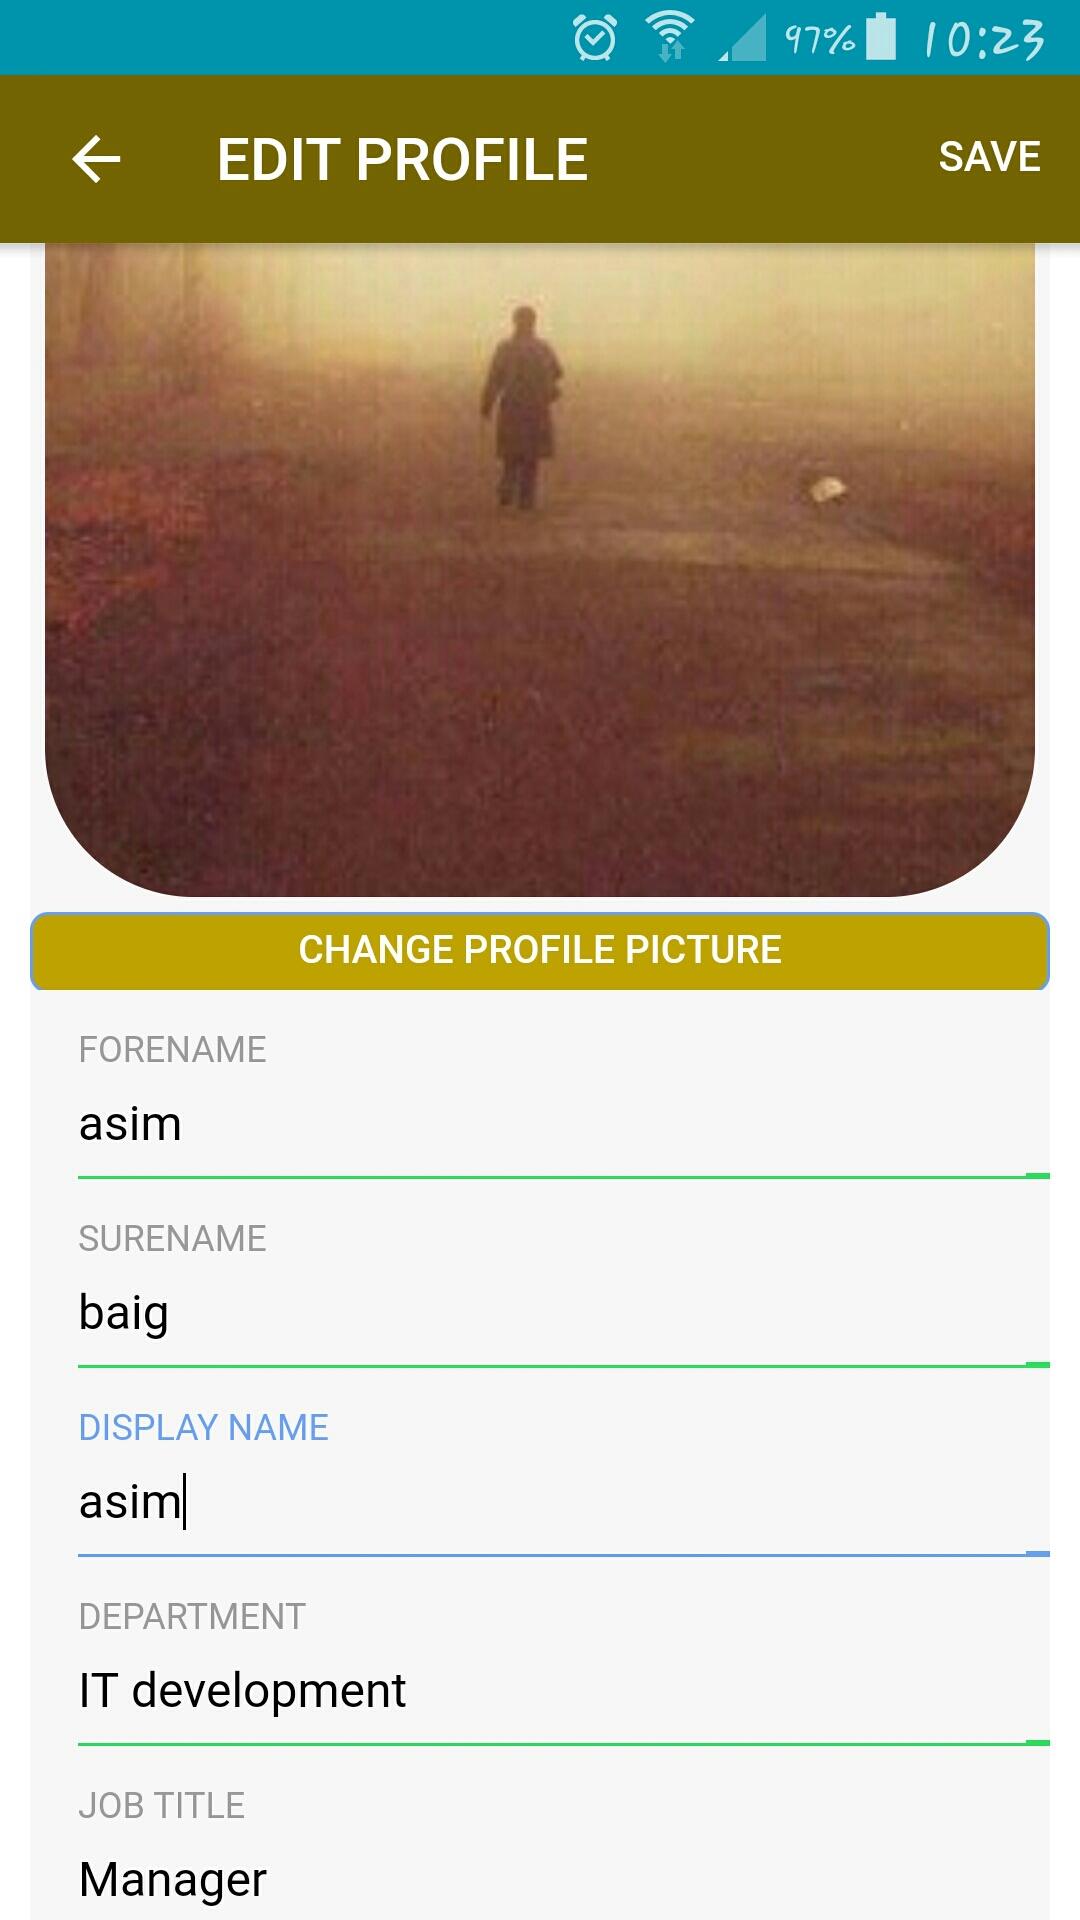 97% 10:23
EDIT PROFILE SAVE
CHANGE PROFILE PICTURE
FORENAME
asim
SURENAME
baig
DISPLAY NAME
asim
DEPARTMENT
IT development
JOB TITLE
Manager